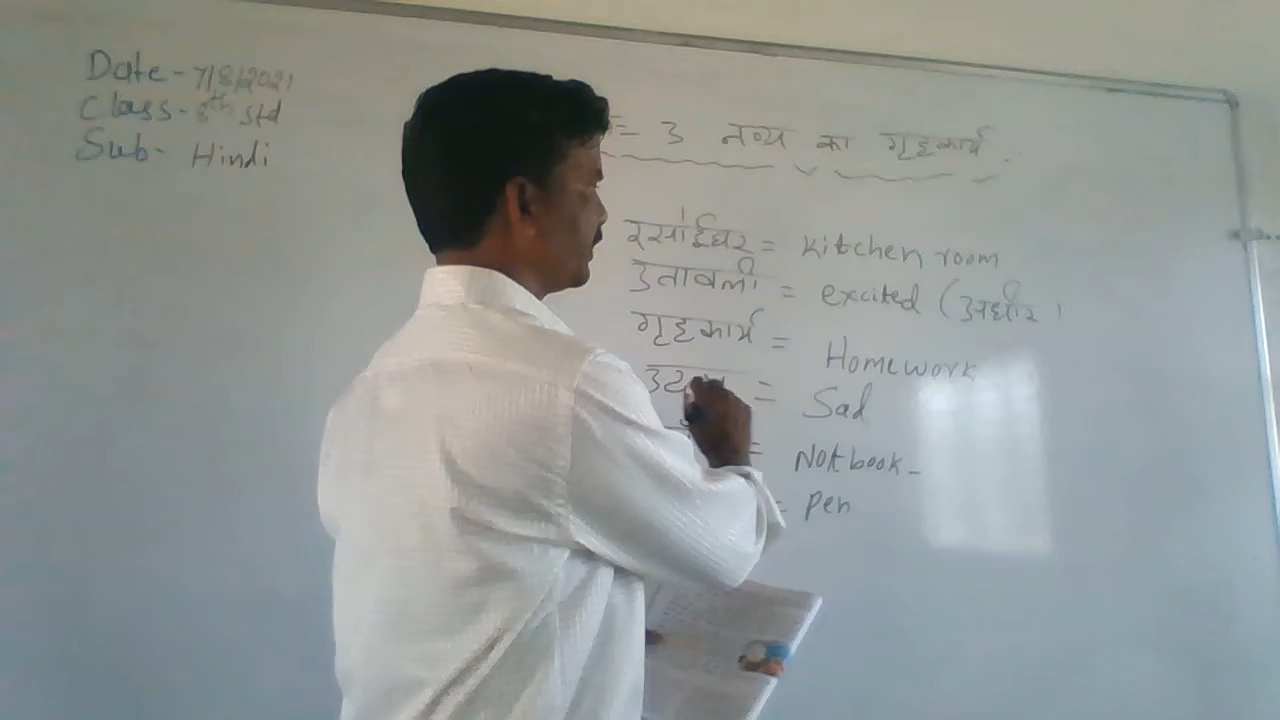 Date - 7/8/2021
Class - 8th std
Sub - Hindi
= 3 नव्य का गृहकार्य
रसोईघर = Kitchen room
उतावली = excited (अधीर)
गृहकार्य = Homework
= Sad
= Notbook
= Pen